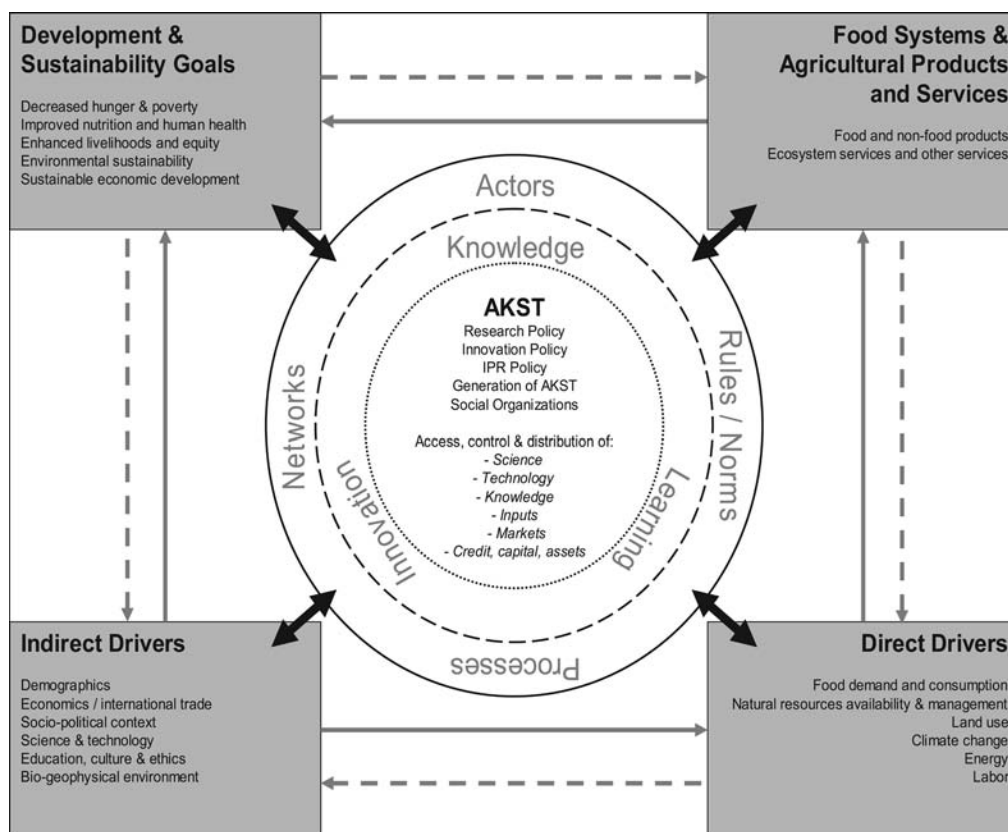 Development &
Sustainability Goals
Decreased hunger & poverty
Improved nutrition and human health
Enhanced livelihoods and equity
Environmental sustainability
Sustainable economic development
Food Systems &
Agricultural Products
and Services
Food and non-food products
Ecosystem services and other services
Actors
Knowledge
Networks
Rules / Norms
Innovation
Learning
Processes
AKST
Research Policy
Innovation Policy
IPR Policy
Generation of AKST
Social Organizations
Access, control & distribution of:
- Science
- Technology
- Knowledge
- Inputs
- Markets
- Credit, capital, assets
Indirect Drivers
Demographics
Economics / international trade
Socio-political context
Science & technology
Education, culture & ethics
Bio-geophysical environment
Direct Drivers
Food demand and consumption
Natural resources availability & management
Land use
Climate change
Energy
Labor